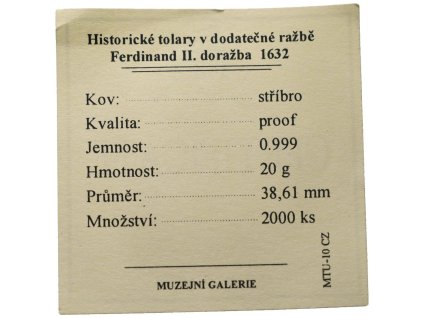 Historické tolary v dodatečné ražbě
Ferdinand II. doražba 1632
Kov: stříbro
Kvalita: proof
Jemnost: 0.999
Hmotnost: 20 g
Průměr: 38,61 mm
Množství: 2000 ks
MUZEJNÍ GALERIE
MTU-10 CZ